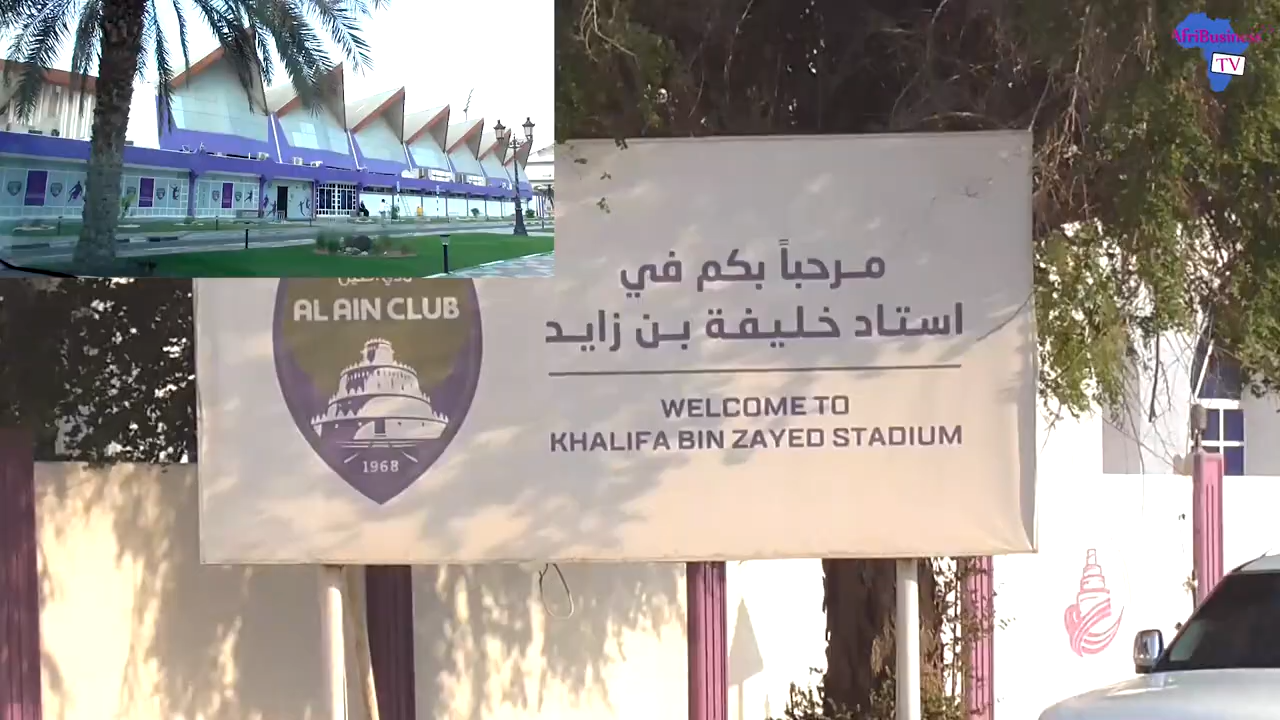 AfriBusiness
TV
AL AIN CLUB
1968
مرحباً بكم في
استاد خليفة بن زايد
WELCOME TO
KHALIFA BIN ZAYED STADIUM